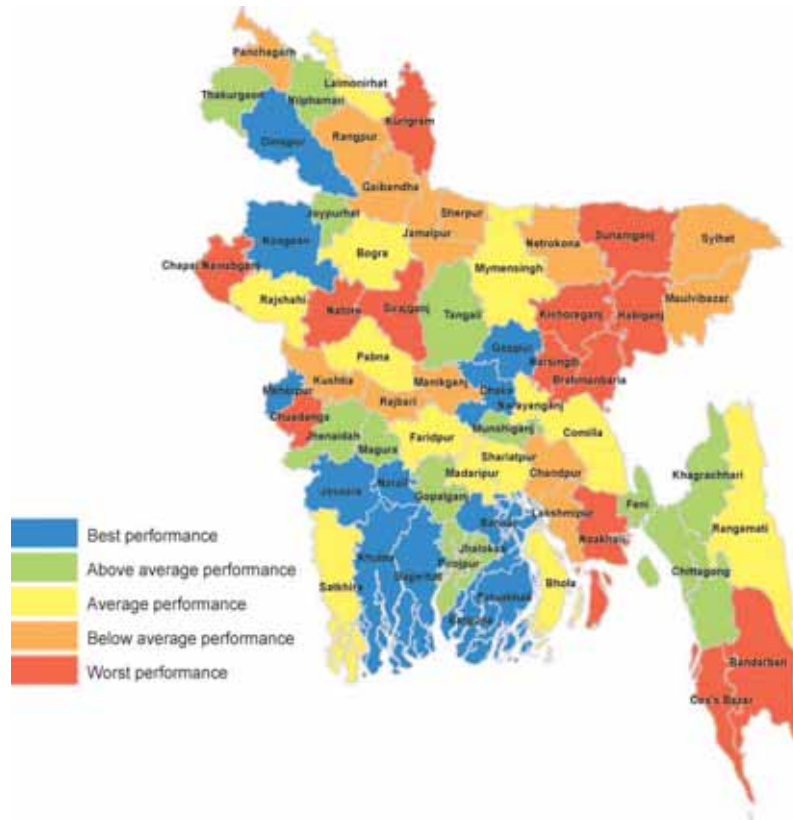 Panchagarh
Lalmonirhat
Thakurgaon
Nilphamari
Kurigram
Rangpur
Dinajpur
Gaibandha
Sherpur
Joypurhat
Jamalpur
Netrokona
Sunamganj
Sylhet
Naogaon
Bogra
Mymensingh
Chapai Nawabganj
Maulvibazar
Rajshahi
Natore
Sirajganj
Tangail
Kishoreganj
Habiganj
Gazipur
Pabna
Narsingdi
Kushtia
Manikganj
Brahmanbaria
Meherpur
Dhaka
Rajbari
Narayanganj
Chuadanga
Munshiganj
Jhenaidah
Faridpur
Comilla
Magura
Shariatpur
Madaripur
Chandpur
Khagrachhari
Jessore
Narail
Gopalganj
Feni
Lakshmipur
Barisal
Rangamati
Noakhali
Jhalokati
Khulna
Pirojpur
Chittagong
Bagerhat
Satkhira
Bhola
Patuakhali
Barguna
Bandarban
Cox's Bazar
Best performance
Above average performance
Average performance
Below average performance
Worst performance